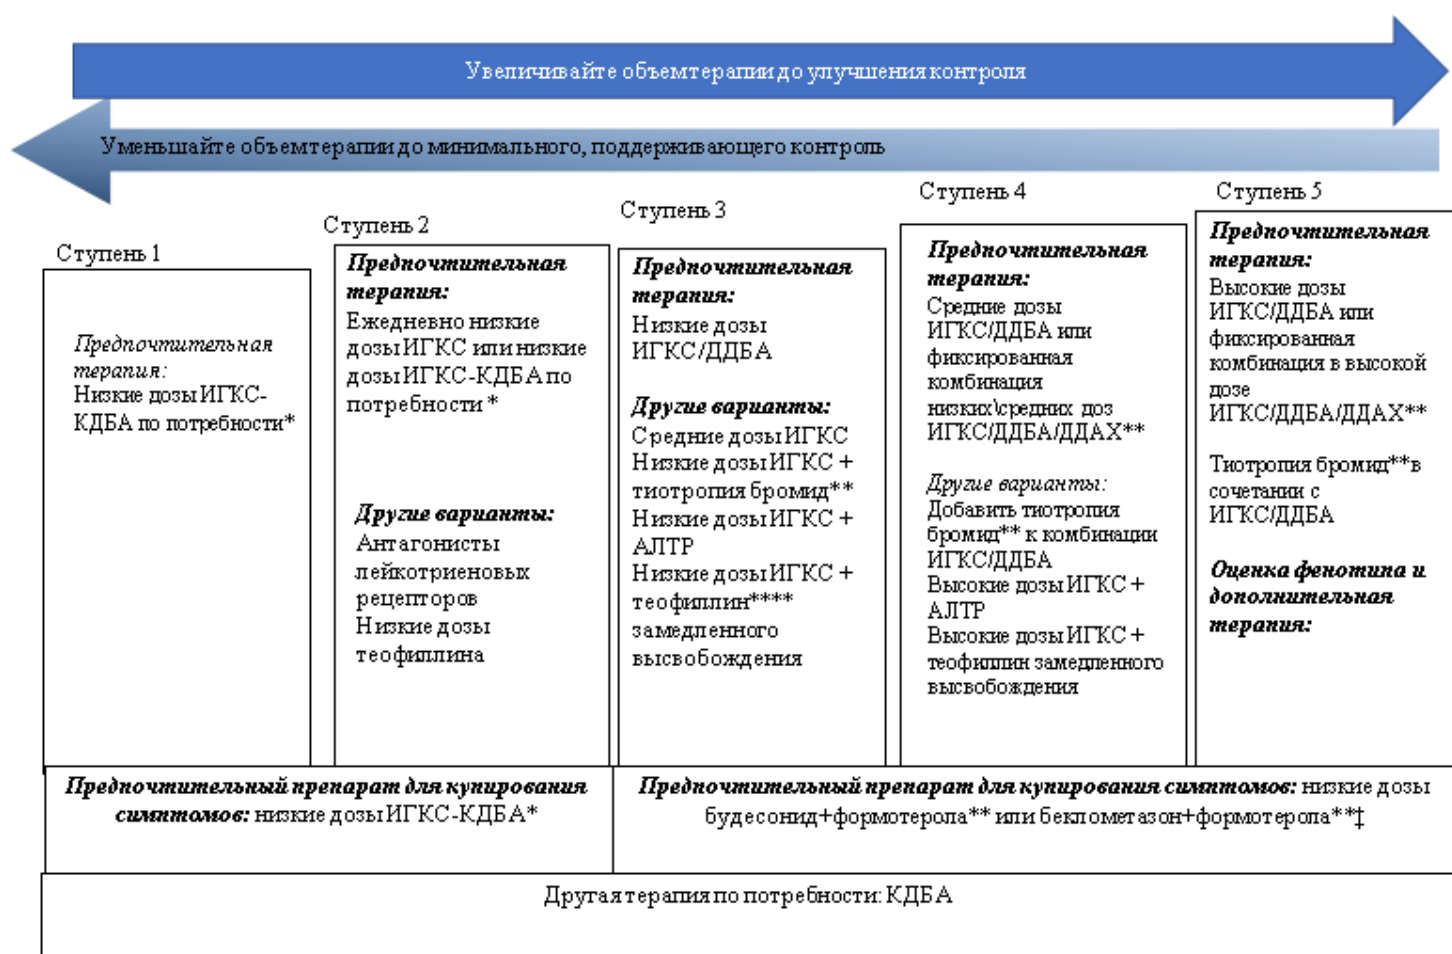 Увеличивайте объемтерапии до улучшения контроля
Уменьшайте объемтерапии до минимального, поддерживающего контроль
Ступень 1
Предпочтительная
терапия:
Низкие дозы ИГКС-
КДБА по потребности*
Ступень 2
Предпочтительная
терапия:
Ежедневно низкие
дозы ИГКС или низкие
дозы ИГКС-КДБА по
потребности *
Другие варианты:
Антагонисты
лейкотриеновых
рецепторов
Низкие дозы
теофиллина
Ступень 3
Предпочтительная
терапия:
Низкие дозы
ИГКС/ДДБА
Другие варианты:
Средние дозы ИГКС
Низкие дозы ИГКС +
тиотропия бромид**
Низкие дозы ИГКС +
АЛТР
Низкие дозы ИГКС +
теофиллин****
замедленного
высвобождения
Ступень 4
Предпочтительная
терапия:
Средние дозы
ИГКС/ДДБА или
фиксированная
комбинация
низких\средних доз
ИГКС/ДДБА/ДДАХ**
Другие варианты:
Добавить тиотропия
бромид** к комбинации
ИГКС/ДДБА
Высокие дозы ИГКС +
АЛТР
Высокие дозы ИГКС +
теофиллин замедленного
высвобождения
Ступень 5
Предпочтительная
терапия:
Высокие дозы
ИГКС/ДДБА или
фиксированная
комбинация в высокой
дозе
ИГКС/ДДБА/ДДАХ**
Тиотропия бромид**в
сочетании с
ИГКС/ДДБА
Оценка фенотипа и
дополнительная
терапия:
Предпочтительный препарат для купирования
симптомов: низкие дозы ИГКС-КДБА*
Предпочтительный препарат для купирования симптомов: низкие дозы
будесонид+формотерола** или беклометазон+формотерола**‡
Другая терапия по потребности: КДБА